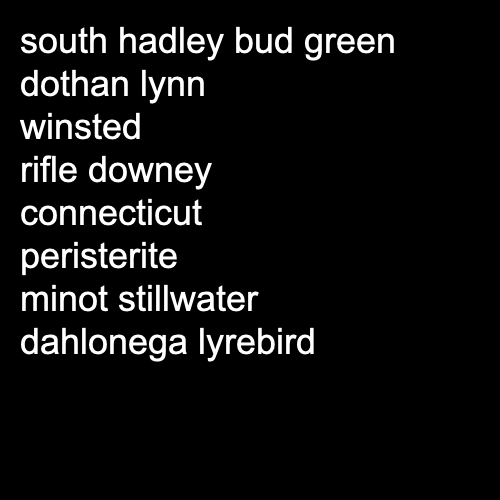 south hadley bud green
dothan lynn
winsted
rifle downey
connecticut
peristerite
minot stillwater
dahlonega lyrebird